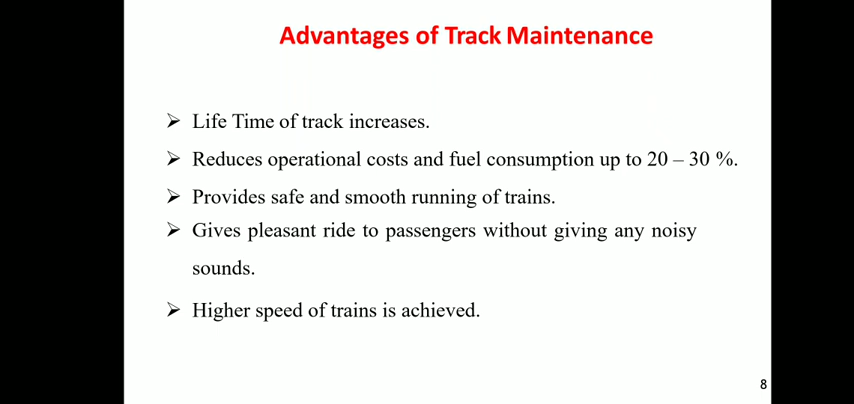 Advantages of Track Maintenance
➢ Life Time of track increases.
➢ Reduces operational costs and fuel consumption up to 20 – 30 %.
➢ Provides safe and smooth running of trains.
➢ Gives pleasant ride to passengers without giving any noisy
sounds.
➢ Higher speed of trains is achieved.
8